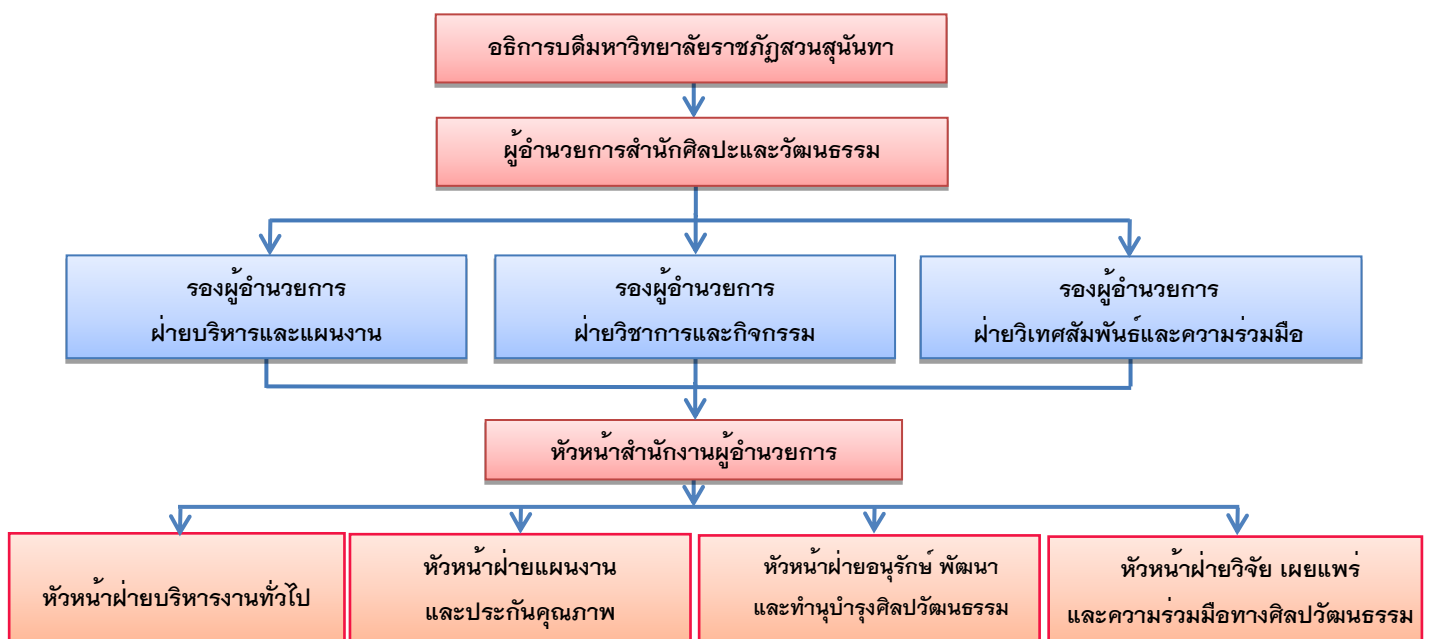 อธิการบดีมหาวิทยาลัยราชภัฏสวนสุนันทา
ผู้อำนวยการสำนักศิลปะและวัฒนธรรม
รองผู้อำนวยการ
ฝ่ายบริหารและแผนงาน
รองผู้อำนวยการ
ฝ่ายวิชาการและกิจกรรม
รองผู้อำนวยการ
ฝ่ายวิเทศสัมพันธ์และความร่วมมือ
หัวหน้าสำนักงานผู้อำนวยการ
หัวหน้าฝ่ายบริหารงานทั่วไป
หัวหน้าฝ่ายแผนงาน
และประกันคุณภาพ
หัวหน้าฝ่ายอนุรักษ์ พัฒนา
และทำนุบำรุงศิลปวัฒนธรรม
หัวหน้าฝ่ายวิจัย เผยแพร่
และความร่วมมือทางศิลปวัฒนธรรม